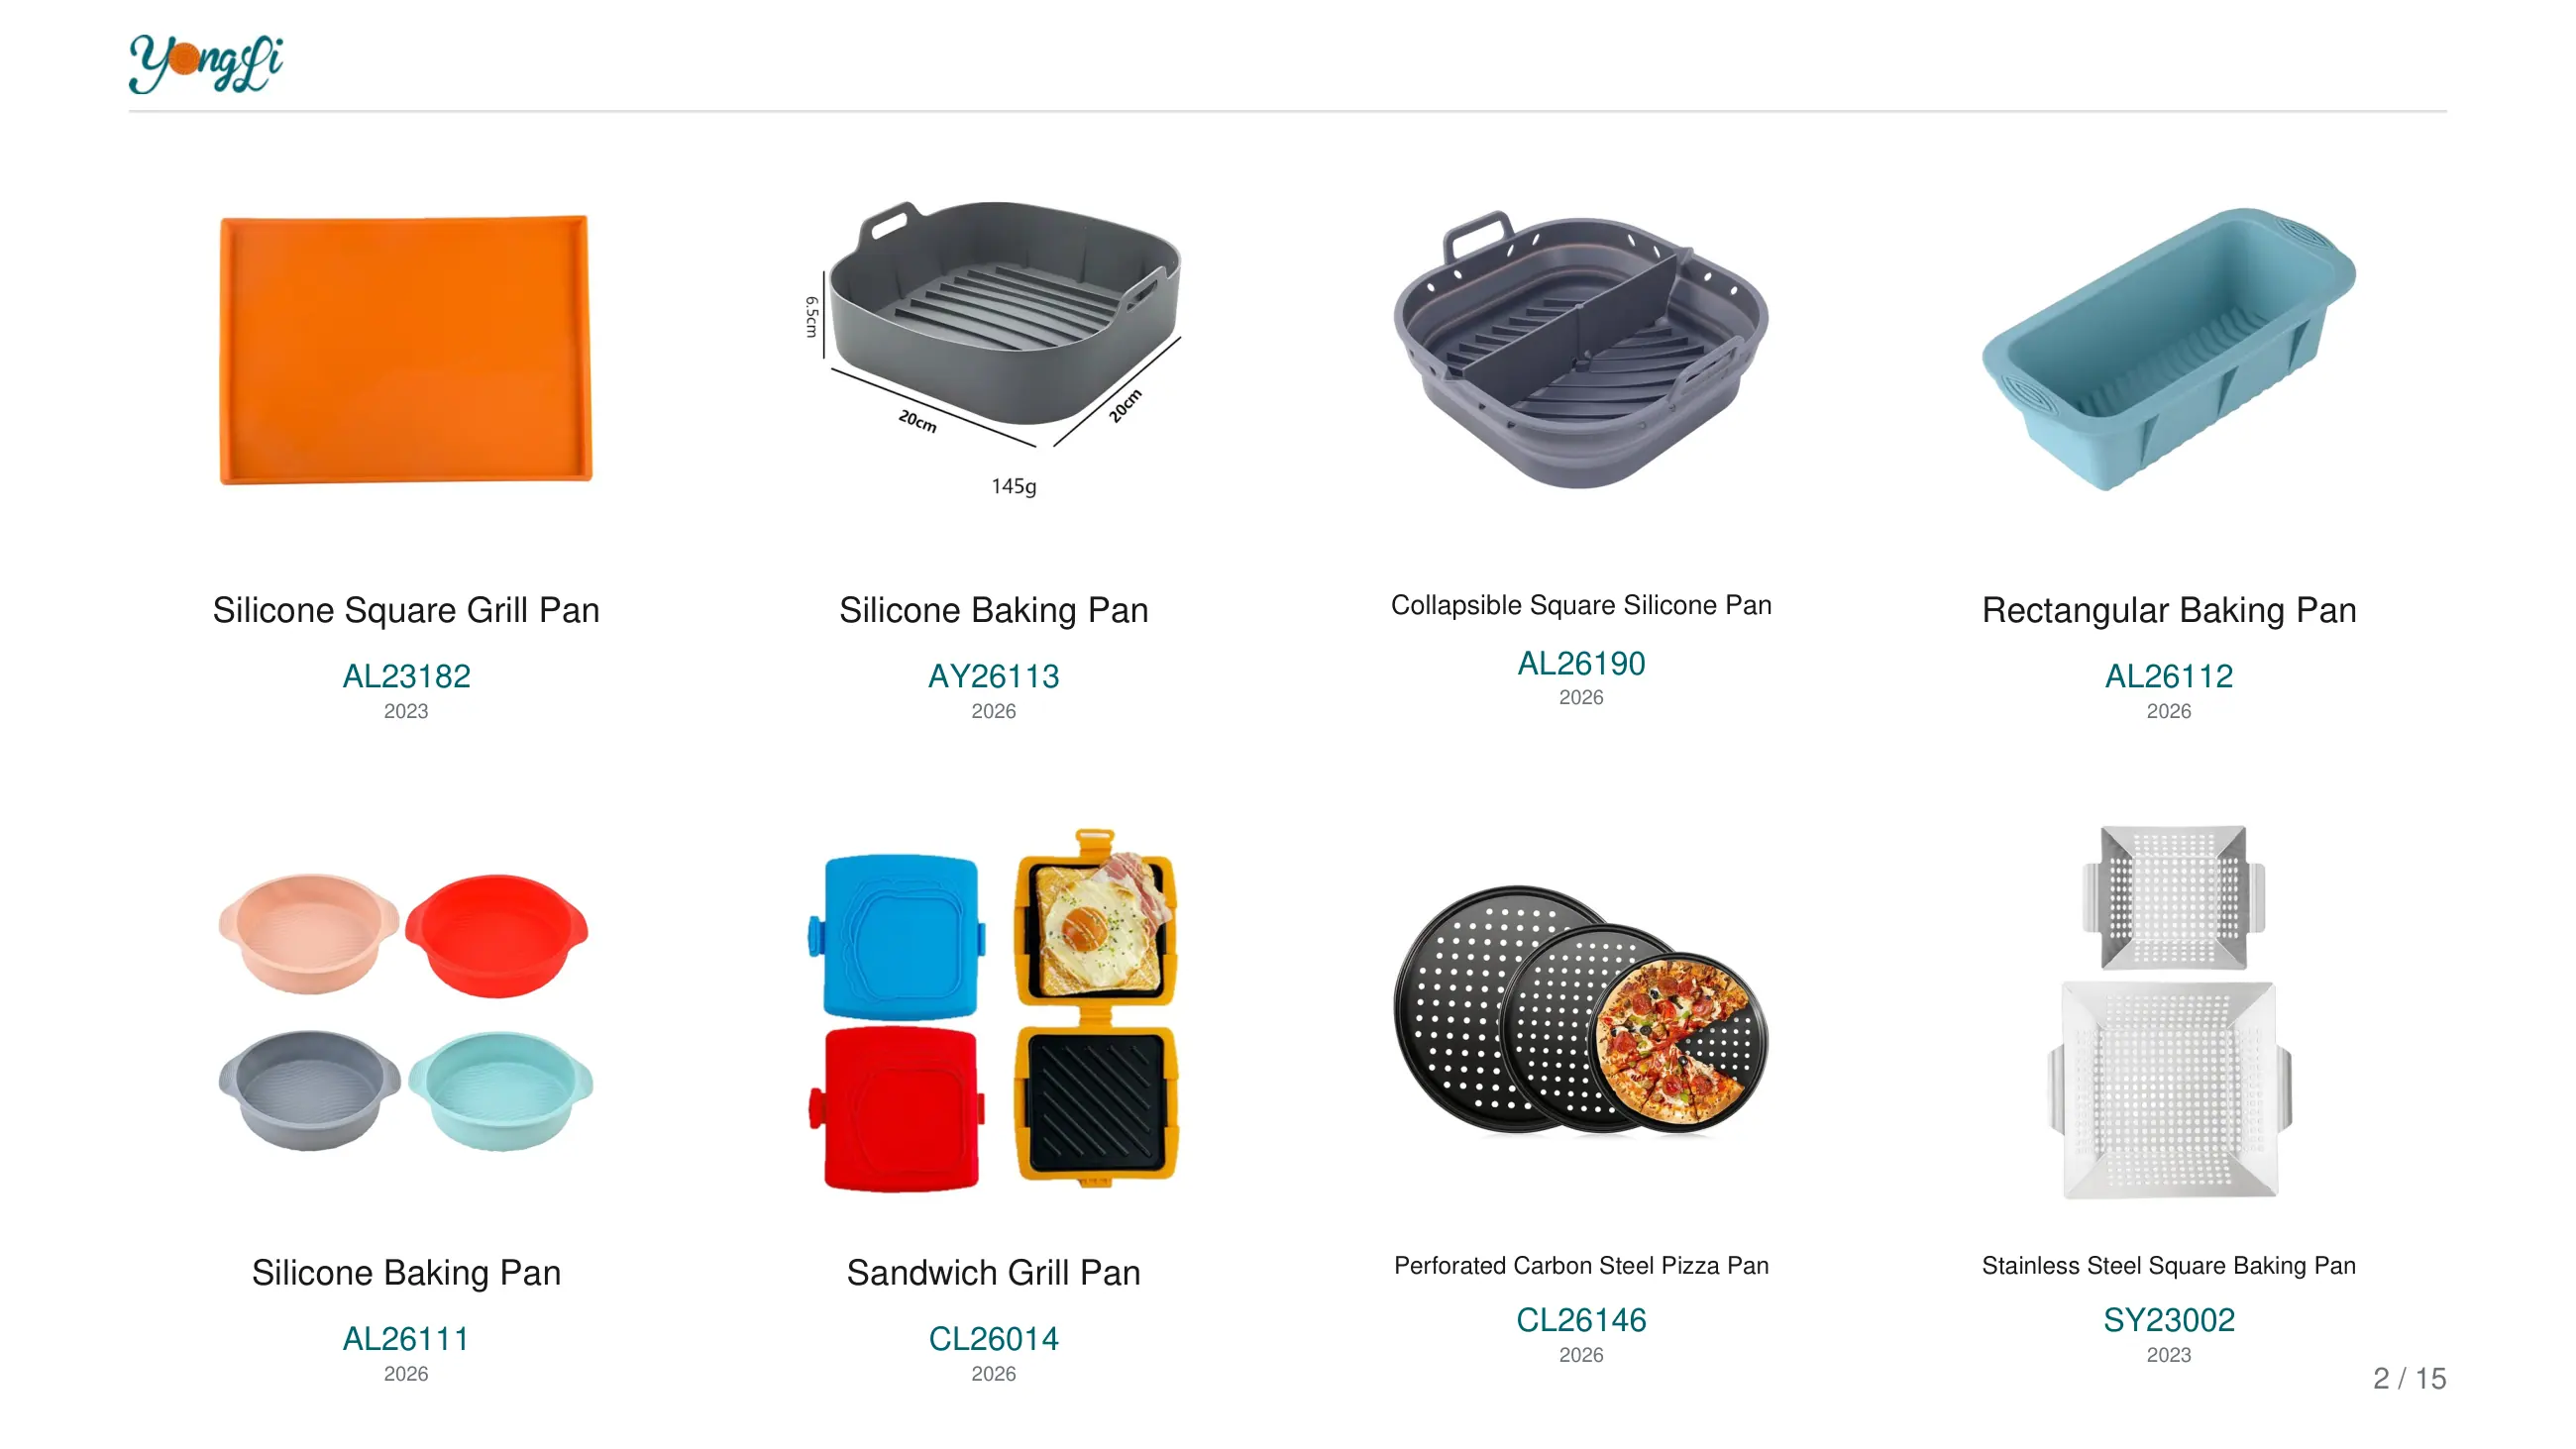 YongLi
6.5cm
20cm
20cm
145g
Silicone Square Grill Pan
AL23182
2023
Silicone Baking Pan
AY26113
2026
Collapsible Square Silicone Pan
AL26190
2026
Rectangular Baking Pan
AL26112
2026
Silicone Baking Pan
AL26111
2026
Sandwich Grill Pan
CL26014
2026
Perforated Carbon Steel Pizza Pan
CL26146
2026
Stainless Steel Square Baking Pan
SY23002
2023
2 / 15